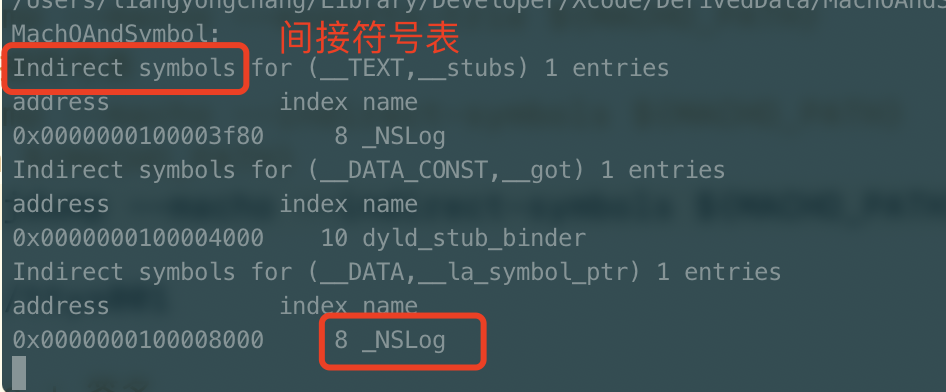 /Users/liangyongchang/Library/Developer/Xcode/DerivedData/MachOAndS
MachOAndSymbol:
间接符号表
Indirect symbols for (__TEXT,__stubs) 1 entries
address index name
0x0000000100003f80 8 _NSLog
Indirect symbols for (__DATA_CONST,__got) 1 entries
address index name
0x0000000100004000 10 dyld_stub_binder
Indirect symbols for (__DATA,__la_symbol_ptr) 1 entries
address index name
0x0000000100008000 8 _NSLog